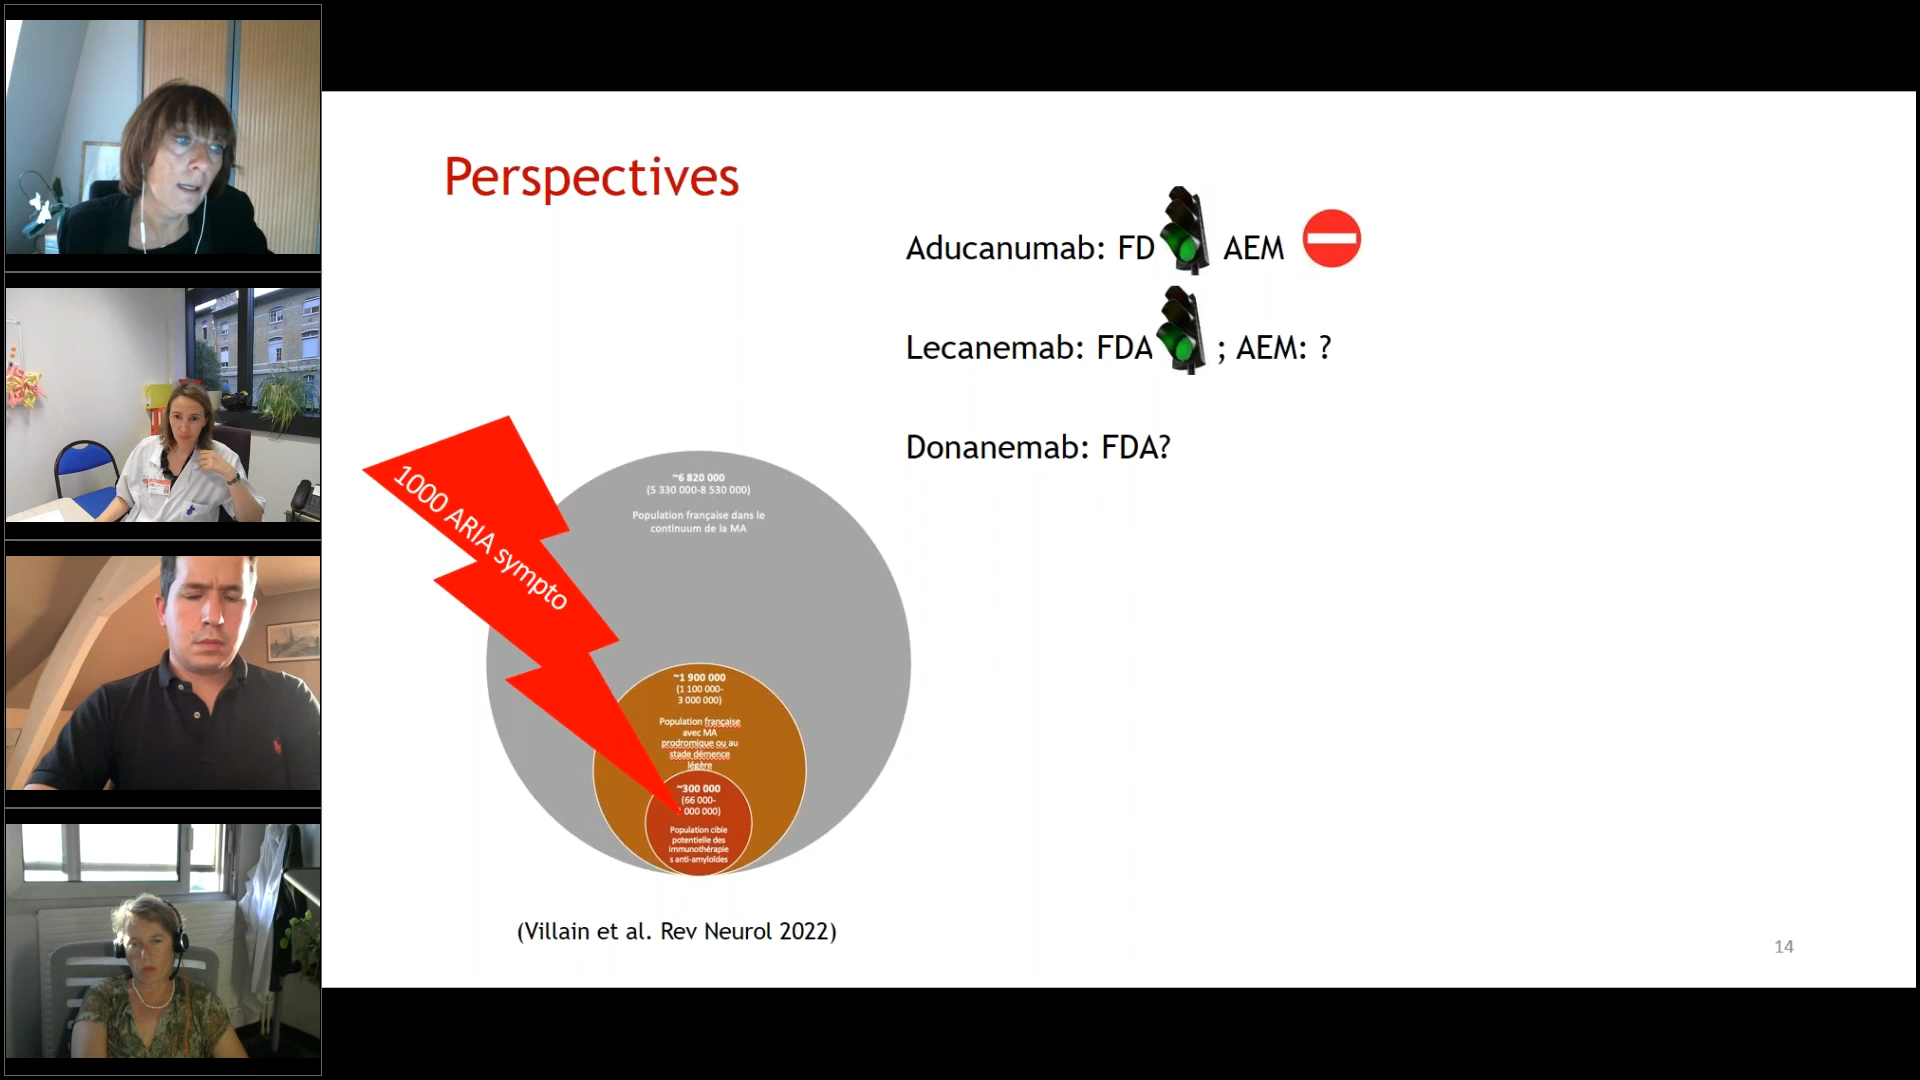 Perspectives
Aducanumab: FD AEM
Lecanemab: FDA ; AEM: ?
Donanemab: FDA?
1000 ARIA sympto
~6 820 000
(5 330 000-8 530 000)
Population française dans le
continuum de la MA
~1 900 000
(1 100 000-
3 000 000)
Population française
avec MA
prodromique ou au
stade démence
légère
~300 000
(66 000-
000 000)
Population cible
potentielle des
immunothérapie
s anti-amyloïdes
(Villain et al. Rev Neurol 2022)
14